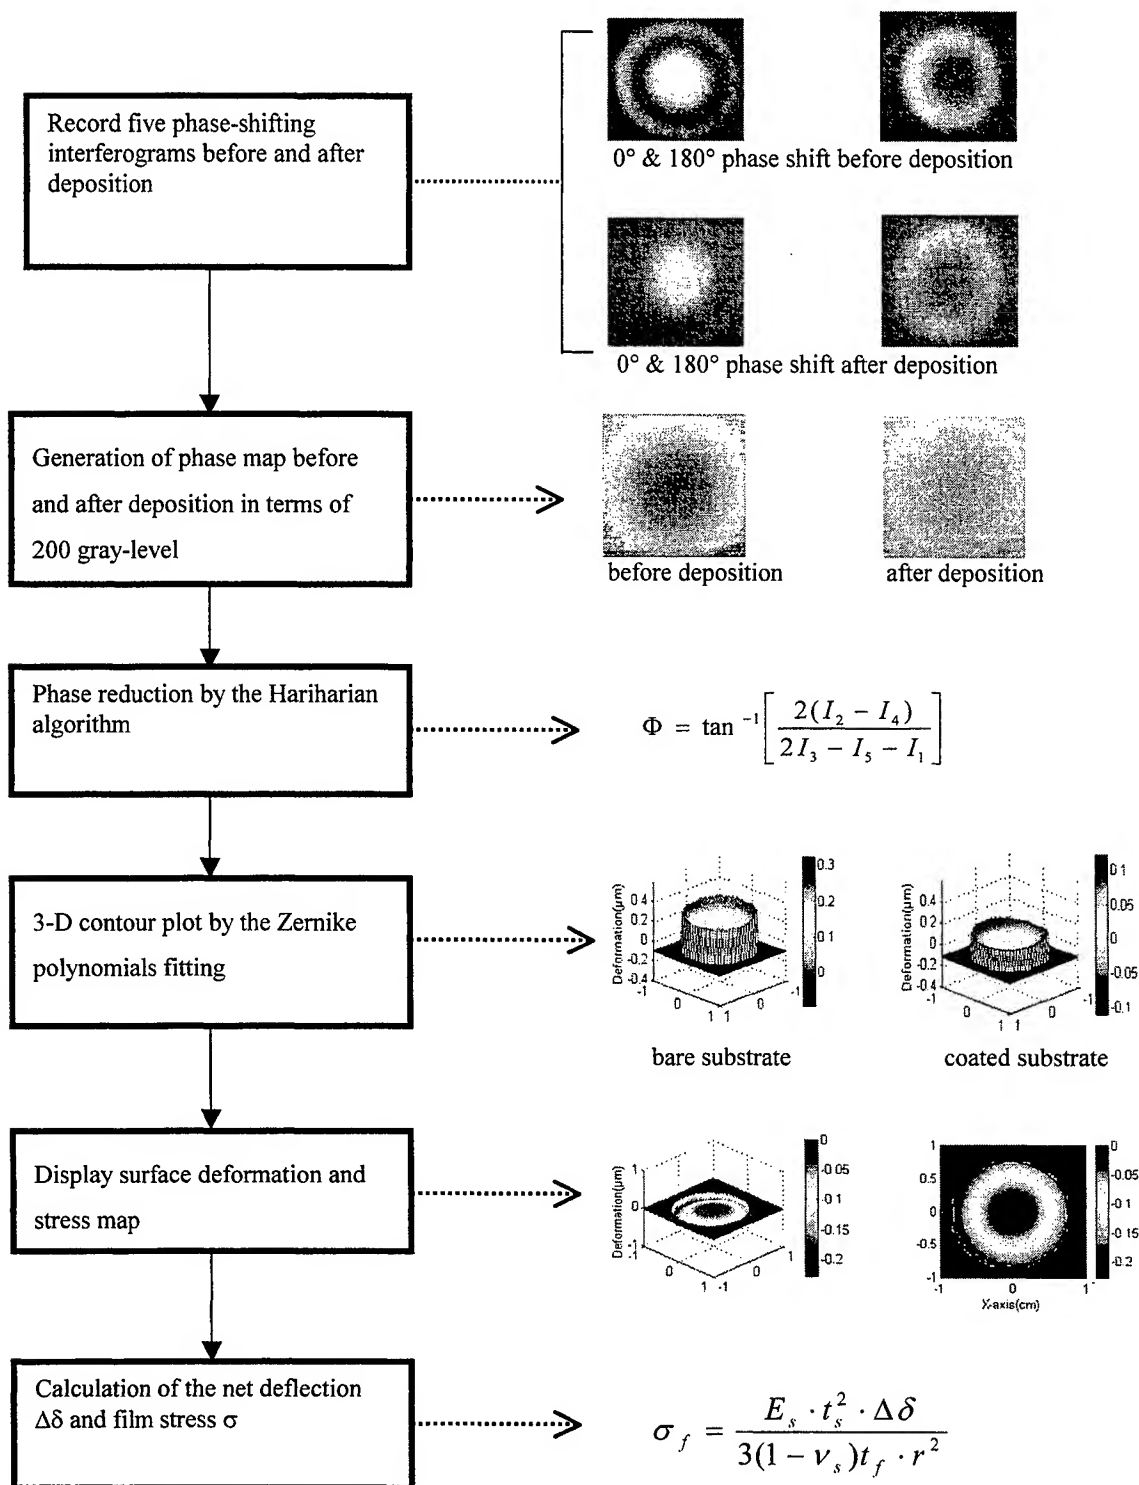 Record five phase-shifting
interferograms before and after
deposition
0° & 180° phase shift before deposition
0° & 180° phase shift after deposition
Generation of phase map before
and after deposition in terms of
200 gray-level
before deposition
after deposition
Phase reduction by the Hariharian
algorithm
Φ = tan⁻¹[2(I₂ − I₄) / 2I₃ − I₅ − I₁]
3-D contour plot by the Zernike
polynomials fitting
Deformation(μm)
0.4
0.2
0
-0.2
-0.4
-1
0
1
1
0
-1
0.3
0.2
0.1
0
bare substrate
Deformation(μm)
0.4
0.2
0
-0.2
-0.4
-1
0
1
1
0
-1
0.1
0.05
0
-0.05
-0.1
coated substrate
Display surface deformation and
stress map
Deformation(μm)
1
0
-1
-1
0
1
-1
0
1
0
-0.05
-0.1
-0.15
-0.2
1
0.5
0
-0.5
-1
-1
0
1
X-axis(cm)
0
-0.05
-0.1
-0.15
-0.2
Calculation of the net deflection
Δδ and film stress σ
σ_f = E_s · t_s² · Δδ / 3(1 − ν_s)t_f · r²